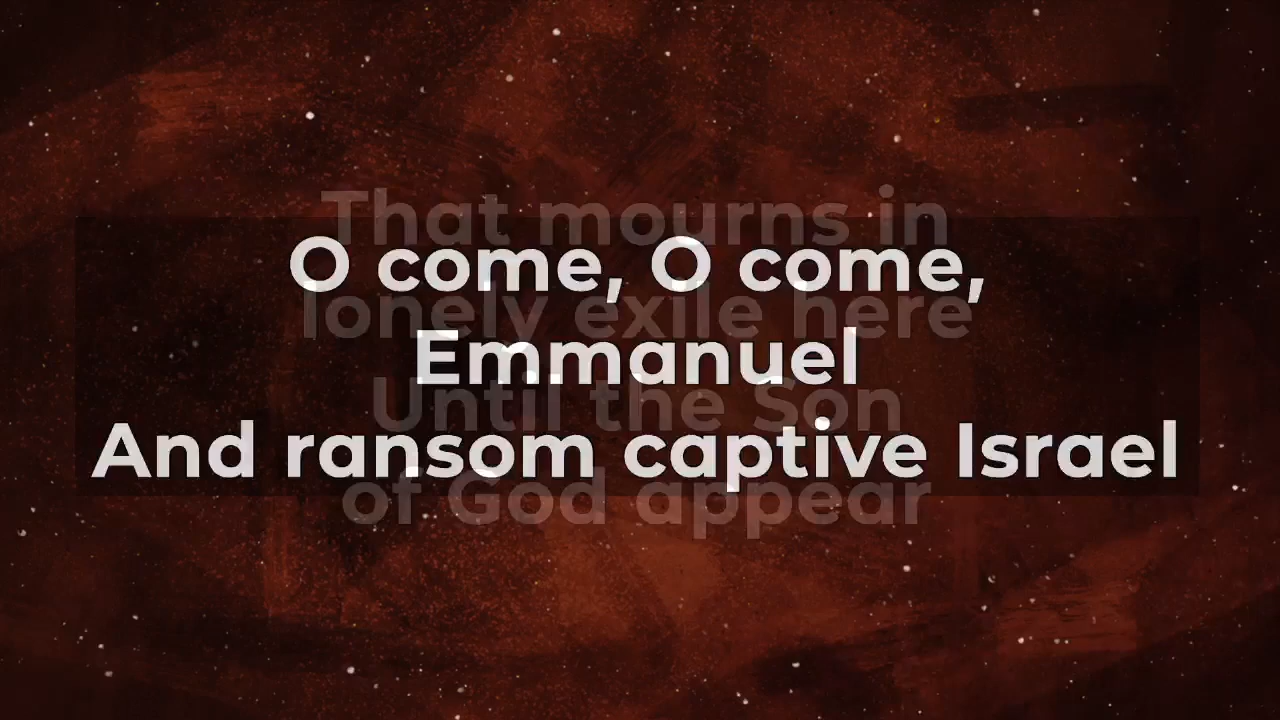 O come, O come,
Emmanuel
And ransom captive Israel
That mourns in
lonely exile here
Until the Son
of God appear